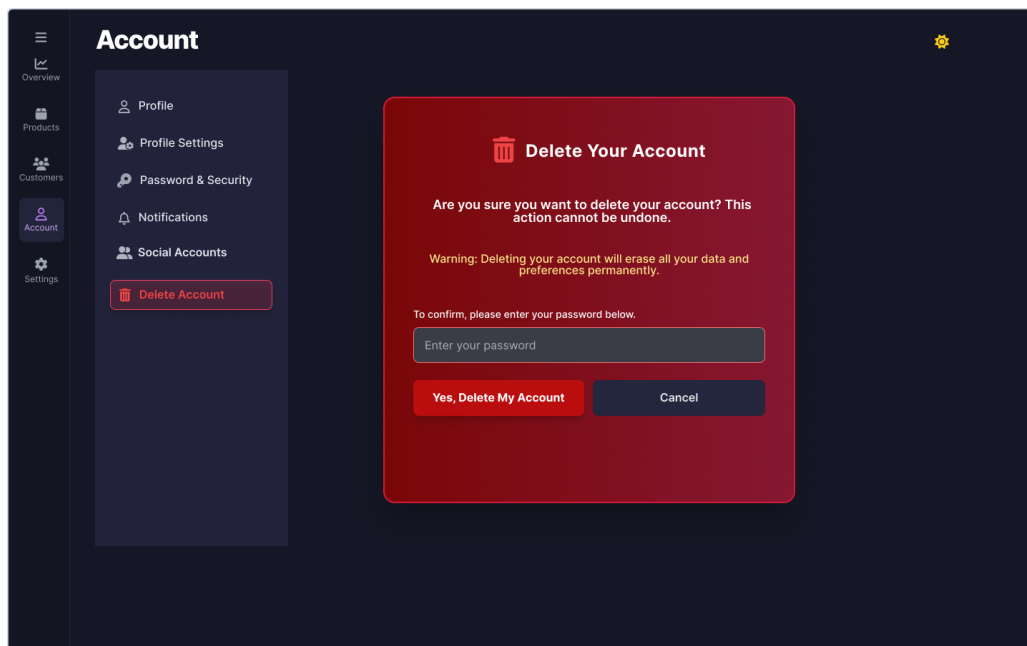 Account
Overview
Products
Customers
Account
Settings
Profile
Profile Settings
Password & Security
Notifications
Social Accounts
Delete Account
Delete Your Account
Are you sure you want to delete your account? This
action cannot be undone.
Warning: Deleting your account will erase all your data and
preferences permanently.
To confirm, please enter your password below.
Enter your password
Yes, Delete My Account
Cancel